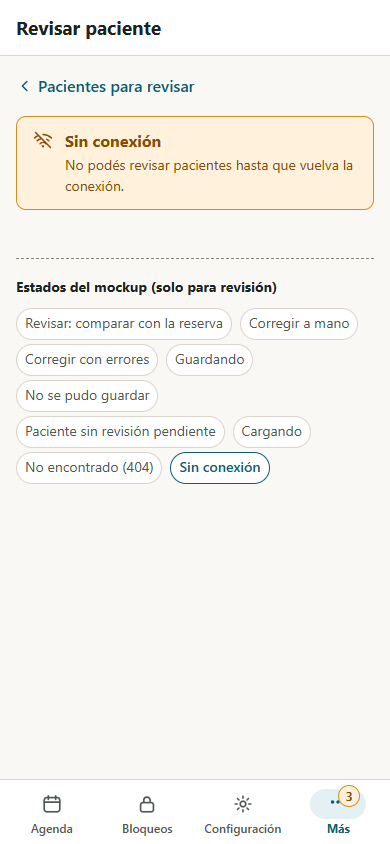 Revisar paciente
Pacientes para revisar
Sin conexión
No podés revisar pacientes hasta que vuelva la
conexión.
Estados del mockup (solo para revisión)
Revisar: comparar con la reserva
Corregir a mano
Corregir con errores
Guardando
No se pudo guardar
Paciente sin revisión pendiente
Cargando
No encontrado (404)
Sin conexión
3
Agenda
Bloqueos
Configuración
Más